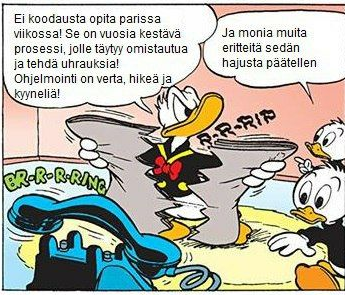 Ei koodausta opita parissa
viikossa! Se on vuosia kestävä
prosessi, jolle täytyy omistautua
ja tehdä uhrauksia!
Ohjelmointi on verta, hikeä ja
kyyneliä!
Ja monia muita
eritteitä sedän
hajusta päätellen
R-R-R-RIP
BR-R-R-RING!